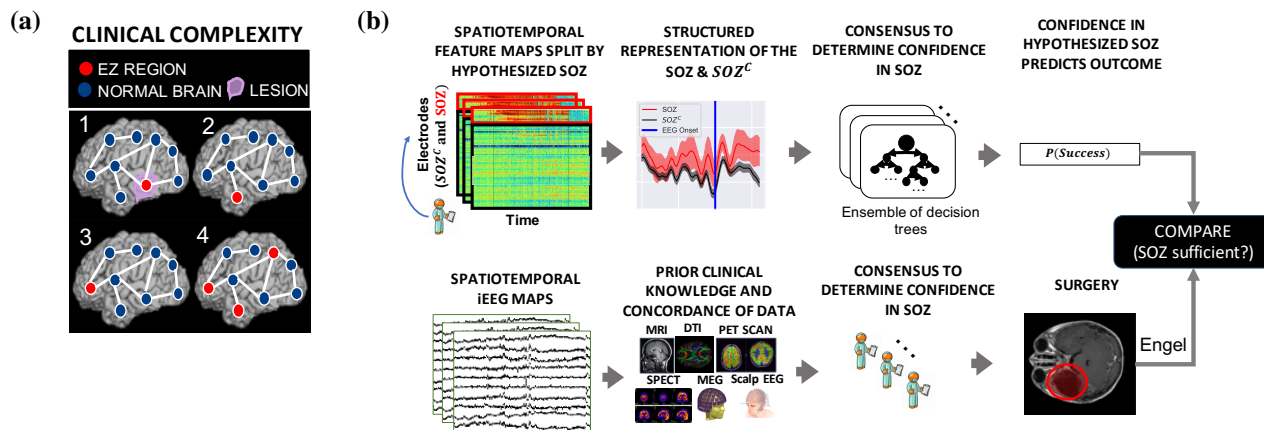 (a)
CLINICAL COMPLEXITY
EZ REGION
NORMAL BRAIN
LESION
1
2
3
4
(b)
SPATIOTEMPORAL
FEATURE MAPS SPLIT BY
HYPOTHESIZED SOZ
Electrodes
(SOZ^C and SOZ)
Time
STRUCTURED
REPRESENTATION OF THE
SOZ & SOZ^C
SOZ
SOZ^C
EEG Onset
CONSENSUS TO
DETERMINE CONFIDENCE
IN SOZ
...
... ...
Ensemble of decision
trees
CONFIDENCE IN
HYPOTHESIZED SOZ
PREDICTS OUTCOME
P(Success)
COMPARE
(SOZ sufficient?)
SPATIOTEMPORAL
iEEG MAPS
PRIOR CLINICAL
KNOWLEDGE AND
CONCORDANCE OF DATA
MRI DTI PET SCAN
SPECT MEG Scalp EEG
CONSENSUS TO
DETERMINE CONFIDENCE
IN SOZ
...
SURGERY
Engel